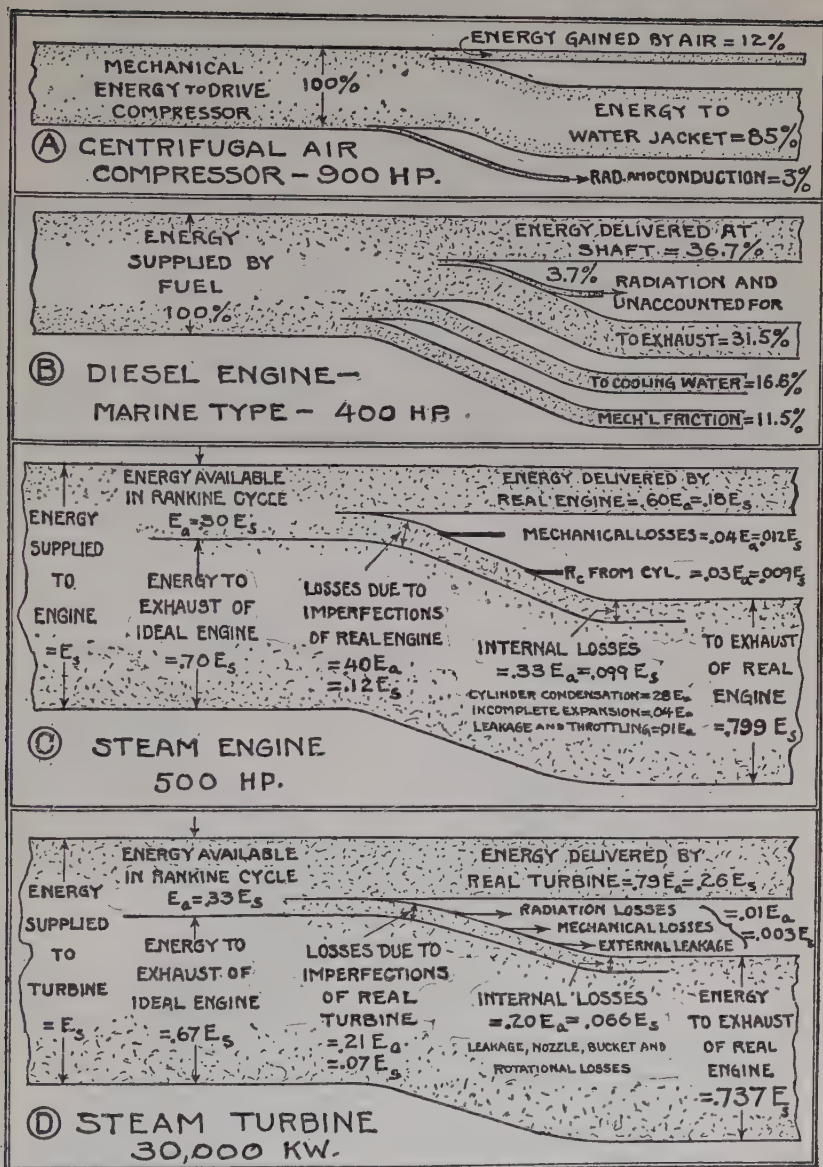 ENERGY GAINED BY AIR = 12%
MECHANICAL
ENERGY TO DRIVE
COMPRESSOR
100%
ENERGY TO
WATER JACKET = 85%
Ⓐ CENTRIFUGAL AIR
COMPRESSOR – 900 HP.
RAD. AND CONDUCTION = 3%
ENERGY
SUPPLIED BY
FUEL
100%
ENERGY DELIVERED AT
SHAFT = 36.7%
3.7%
RADIATION AND
UNACCOUNTED FOR
TO EXHAUST = 31.5%
Ⓑ DIESEL ENGINE –
MARINE TYPE – 400 HP.
TO COOLING WATER = 16.6%
MECH'L FRICTION = 11.5%
ENERGY AVAILABLE
IN RANKINE CYCLE
Ea = .30 Es
ENERGY DELIVERED BY
REAL ENGINE = .60 Ea = .18 Es
ENERGY
SUPPLIED
TO
ENGINE
= Es
ENERGY TO
EXHAUST OF
IDEAL ENGINE
= .70 Es
LOSSES DUE TO
IMPERFECTIONS
OF REAL ENGINE
= .40 Ea
= .12 Es
MECHANICAL LOSSES = .04 Ea = .012 Es
Rc FROM CYL. = .03 Ea = .009 Es
INTERNAL LOSSES
= .33 Ea = .099 Es
CYLINDER CONDENSATION = .28 Ea
INCOMPLETE EXPANSION = .04 Ea
LEAKAGE AND THROTTLING = .01 Ea
TO EXHAUST
OF REAL
ENGINE
= .799 Es
Ⓒ STEAM ENGINE
500 HP.
ENERGY AVAILABLE
IN RANKINE CYCLE
Ea = .33 Es
ENERGY DELIVERED BY
REAL TURBINE = .79 Ea = .26 Es
ENERGY
SUPPLIED
TO
TURBINE
= Es
ENERGY TO
EXHAUST OF
IDEAL ENGINE
= .67 Es
LOSSES DUE TO
IMPERFECTIONS
OF REAL
TURBINE
= .21 Ea
= .07 Es
RADIATION LOSSES
MECHANICAL LOSSES
EXTERNAL LEAKAGE
= .01 Ea
= .003 Es
INTERNAL LOSSES
= .20 Ea = .066 Es
LEAKAGE, NOZZLE, BUCKET AND
ROTATIONAL LOSSES
ENERGY
TO EXHAUST
OF REAL
ENGINE
= .737 Es
Ⓓ STEAM TURBINE
30,000 KW.